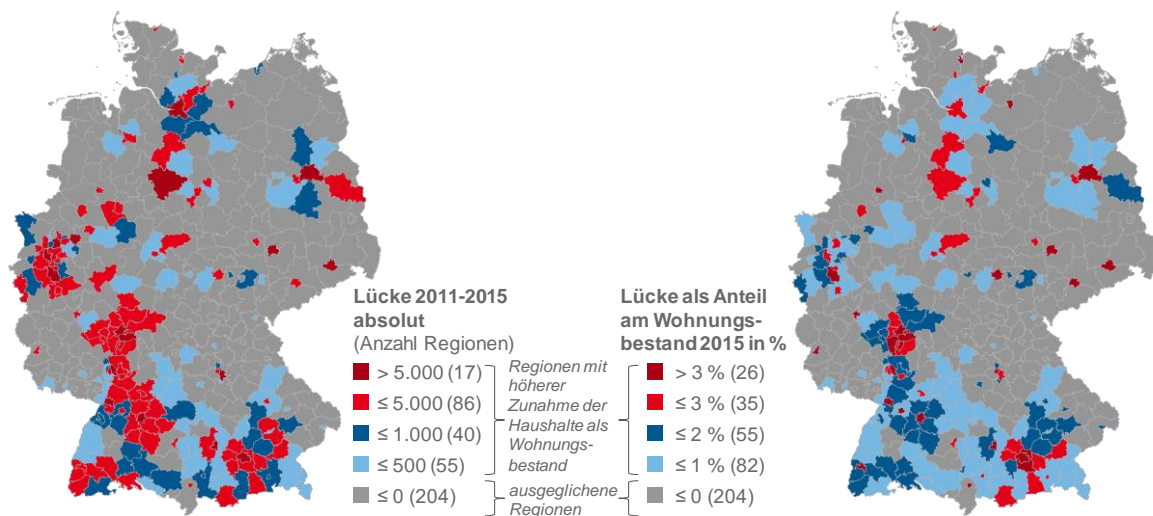 Lücke 2011-2015
absolut
(Anzahl Regionen)
> 5.000 (17)
≤ 5.000 (86)
≤ 1.000 (40)
≤ 500 (55)
≤ 0 (204)
Regionen mit
höherer
Zunahme der
Haushalte als
Wohnungs-
bestand
ausgeglichene
Regionen
Lücke als Anteil
am Wohnungs-
bestand 2015 in %
> 3 % (26)
≤ 3 % (35)
≤ 2 % (55)
≤ 1 % (82)
≤ 0 (204)